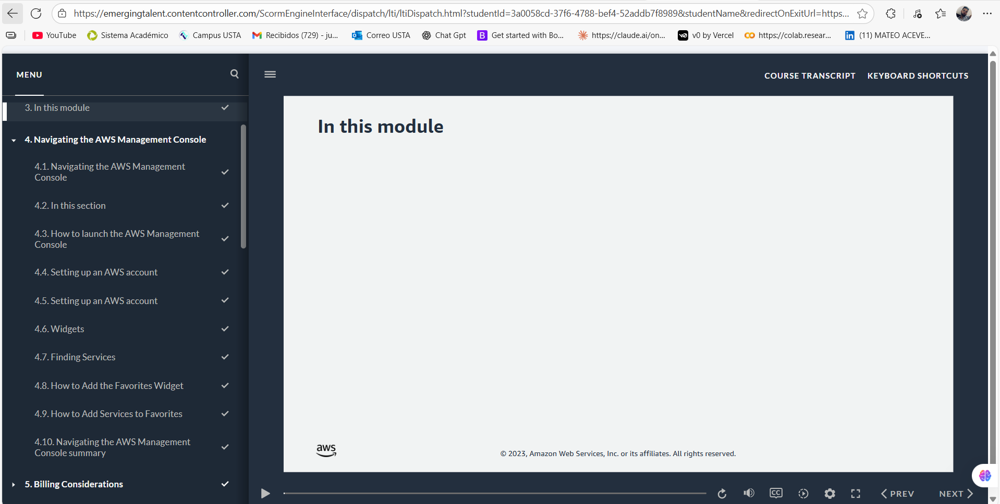 https://emergingtalent.contentcontroller.com/ScormEngineInterface/dispatch/lti/ltiDispatch.html?studentId=3a0058cd-37f6-4788-bef4-52addb7f8989&studentName&redirectOnExitUrl=https...
YouTube
Sistema Académico
Campus USTA
Recibidos (729) - ju...
Correo USTA
Chat Gpt
B
Get started with Bo...
https://claude.ai/on...
v0 by Vercel
https://colab.resear...
in
(11) MATEO ACEVE...
MENU
COURSE TRANSCRIPT
KEYBOARD SHORTCUTS
3. In this module
4. Navigating the AWS Management Console
4.1. Navigating the AWS Management
Console
4.2. In this section
4.3. How to launch the AWS Management
Console
4.4. Setting up an AWS account
4.5. Setting up an AWS account
4.6. Widgets
4.7. Finding Services
4.8. How to Add the Favorites Widget
4.9. How to Add Services to Favorites
4.10. Navigating the AWS Management
Console summary
5. Billing Considerations
In this module
aws
© 2023, Amazon Web Services, Inc. or its affiliates. All rights reserved.
CC
PREV
NEXT